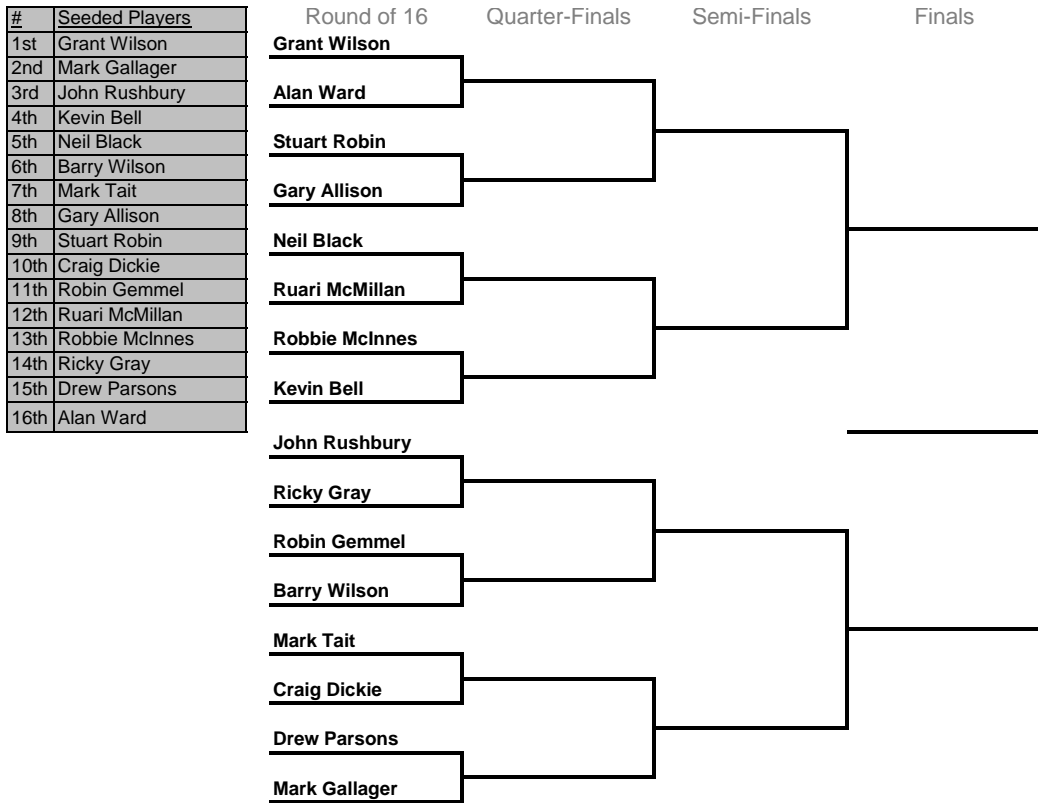 # Seeded Players
1st Grant Wilson
2nd Mark Gallager
3rd John Rushbury
4th Kevin Bell
5th Neil Black
6th Barry Wilson
7th Mark Tait
8th Gary Allison
9th Stuart Robin
10th Craig Dickie
11th Robin Gemmel
12th Ruari McMillan
13th Robbie McInnes
14th Ricky Gray
15th Drew Parsons
16th Alan Ward
Round of 16 Quarter-Finals Semi-Finals Finals
Grant Wilson
Alan Ward
Stuart Robin
Gary Allison
Neil Black
Ruari McMillan
Robbie McInnes
Kevin Bell
John Rushbury
Ricky Gray
Robin Gemmel
Barry Wilson
Mark Tait
Craig Dickie
Drew Parsons
Mark Gallager